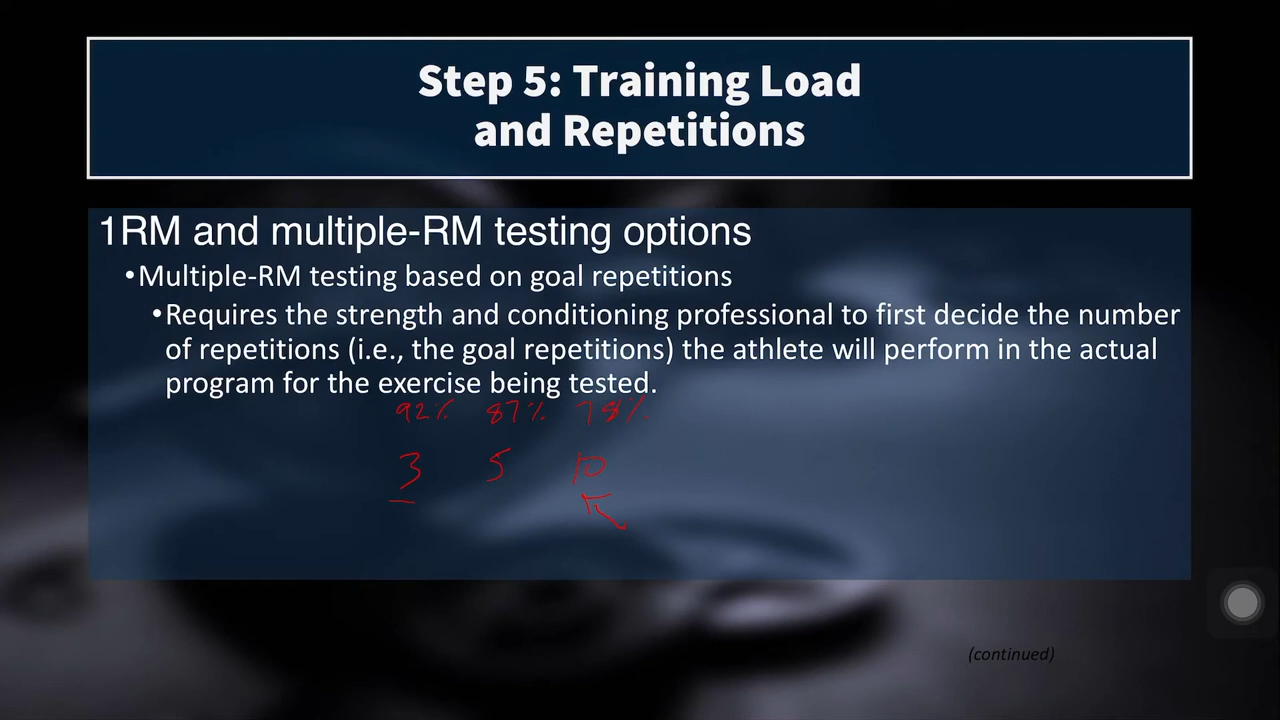 Step 5: Training Load
and Repetitions
1RM and multiple-RM testing options
•Multiple-RM testing based on goal repetitions
•Requires the strength and conditioning professional to first decide the number
of repetitions (i.e., the goal repetitions) the athlete will perform in the actual
program for the exercise being tested.
92% 87% 78%
3 5 10
(continued)